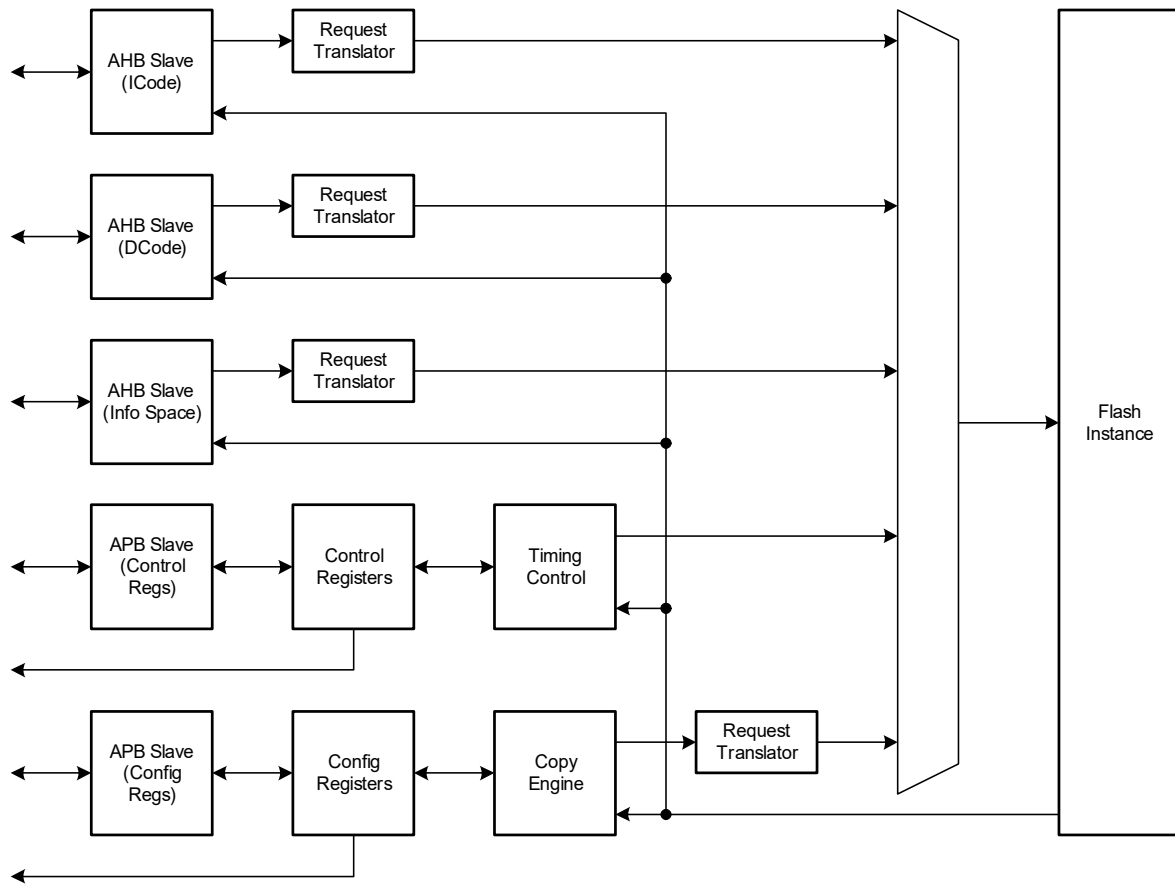 AHB Slave
(ICode)
Request
Translator
AHB Slave
(DCode)
Request
Translator
AHB Slave
(Info Space)
Request
Translator
Flash
Instance
APB Slave
(Control
Regs)
Control
Registers
Timing
Control
APB Slave
(Config
Regs)
Config
Registers
Copy
Engine
Request
Translator